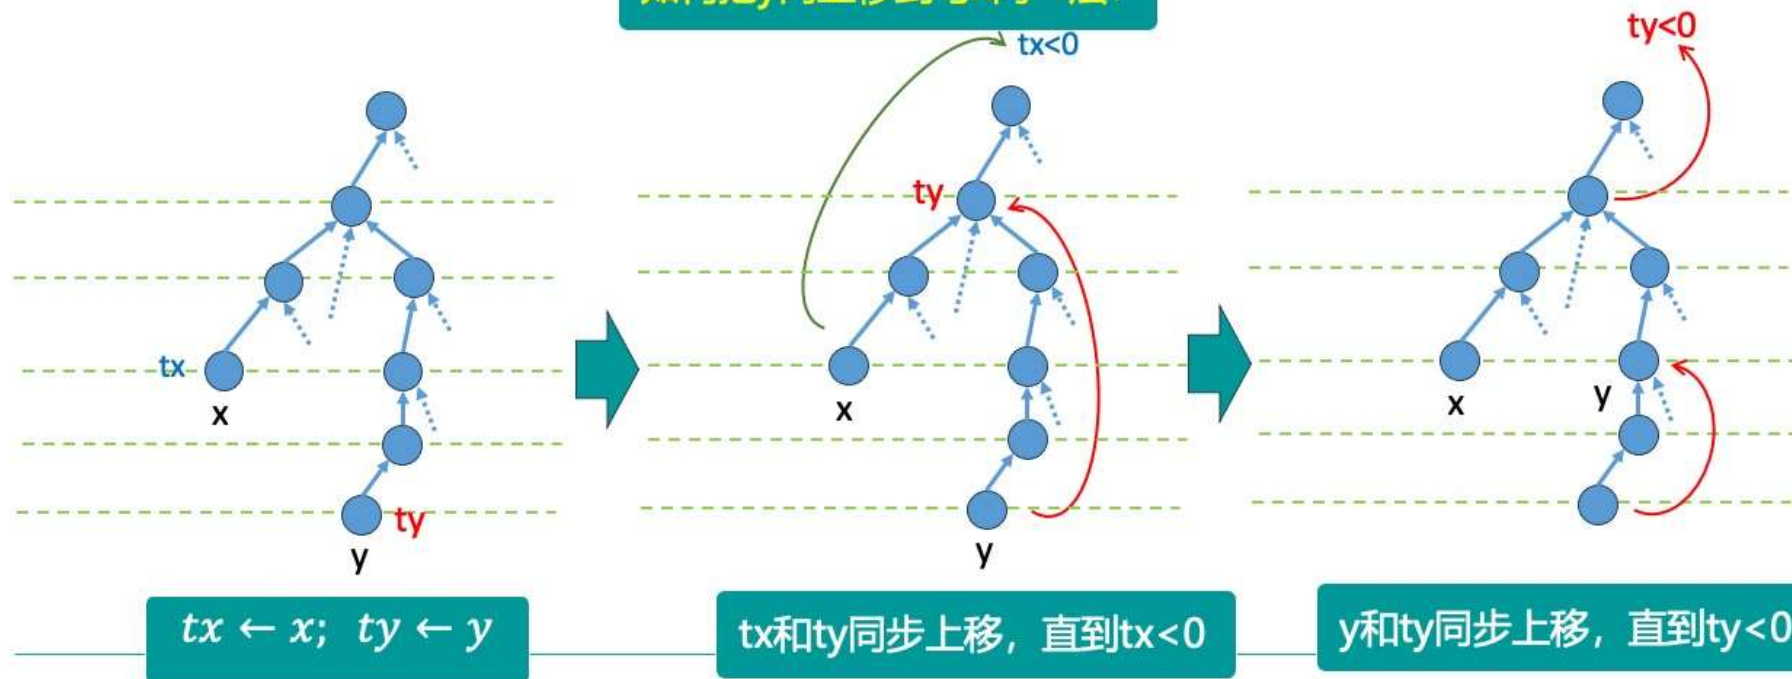 tx
x
ty
y
tx<0
ty
x
y
ty<0
x
y
tx ← x; ty ← y
tx和ty同步上移，直到tx<0
y和ty同步上移，直到ty<0